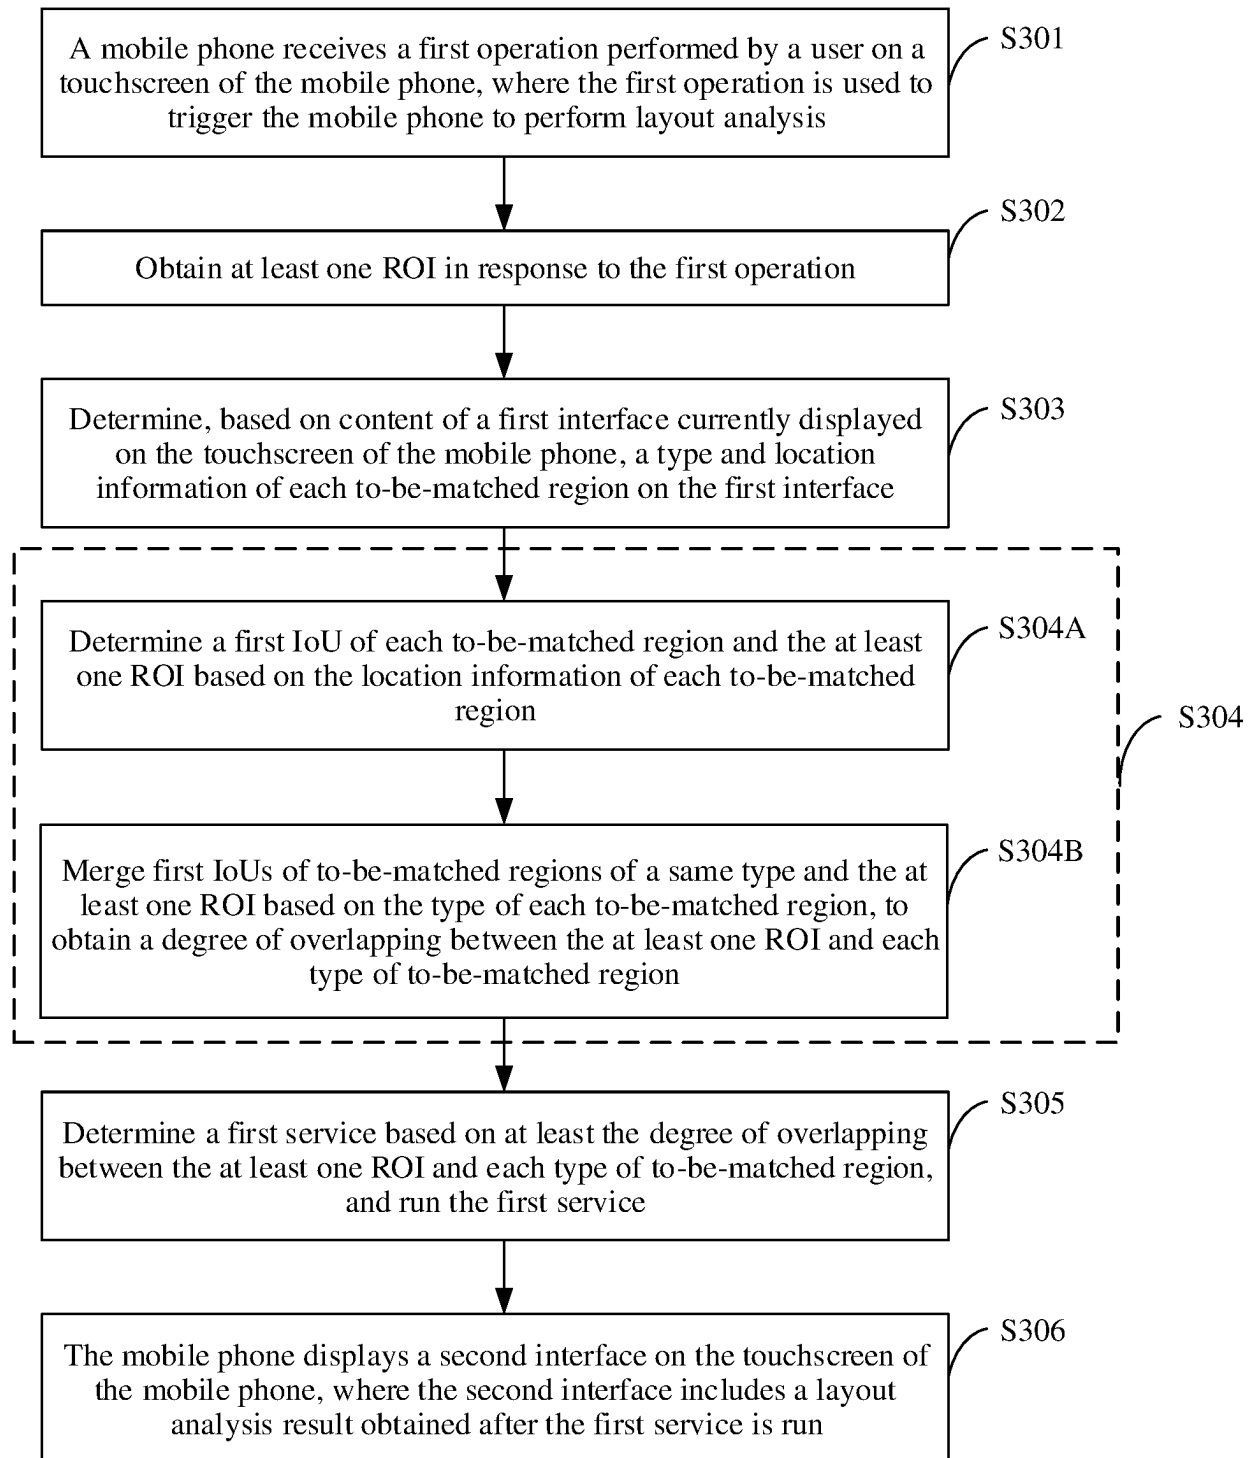 A mobile phone receives a first operation performed by a user on a
touchscreen of the mobile phone, where the first operation is used to
trigger the mobile phone to perform layout analysis
S301
S302
Obtain at least one ROI in response to the first operation
S303
Determine, based on content of a first interface currently displayed
on the touchscreen of the mobile phone, a type and location
information of each to-be-matched region on the first interface
S304A
Determine a first IoU of each to-be-matched region and the at least
one ROI based on the location information of each to-be-matched
region
S304
S304B
Merge first IoUs of to-be-matched regions of a same type and the at
least one ROI based on the type of each to-be-matched region, to
obtain a degree of overlapping between the at least one ROI and each
type of to-be-matched region
S305
Determine a first service based on at least the degree of overlapping
between the at least one ROI and each type of to-be-matched region,
and run the first service
S306
The mobile phone displays a second interface on the touchscreen of
the mobile phone, where the second interface includes a layout
analysis result obtained after the first service is run